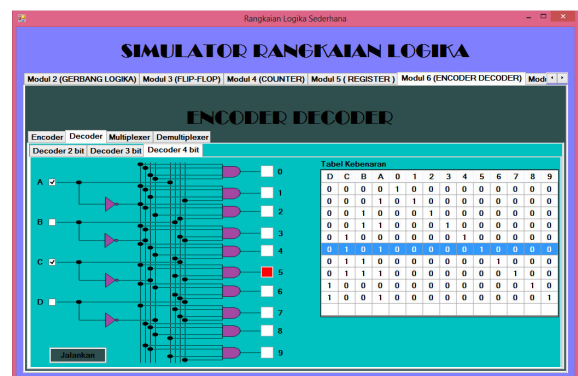 Rangkaian Logika Sederhana
SIMULATOR RANGKAIAN LOGIKA
Modul 2 (GERBANG LOGIKA) Modul 3 (FLIP-FLOP) Modul 4 (COUNTER) Modul 5 ( REGISTER ) Modul 6 (ENCODER DECODER)
ENCODER DECODER
Encoder Decoder Multiplexer Demultiplexer
Decoder 2 bit Decoder 3 bit Decoder 4 bit
A
B
C
D
0
1
2
3
4
5
6
7
8
9
Jalankan
Tabel Kebenaran
D C B A 0 1 2 3 4 5 6 7 8 9
0 0 0 0 1 0 0 0 0 0 0 0 0 0
0 0 0 1 0 1 0 0 0 0 0 0 0 0
0 0 1 0 0 0 1 0 0 0 0 0 0 0
0 0 1 1 0 0 0 1 0 0 0 0 0 0
0 1 0 0 0 0 0 0 1 0 0 0 0 0
0 1 0 1 0 0 0 0 0 1 0 0 0 0
0 1 1 0 0 0 0 0 0 0 1 0 0 0
0 1 1 1 0 0 0 0 0 0 0 1 0 0
1 0 0 0 0 0 0 0 0 0 0 0 1 0
1 0 0 1 0 0 0 0 0 0 0 0 0 1